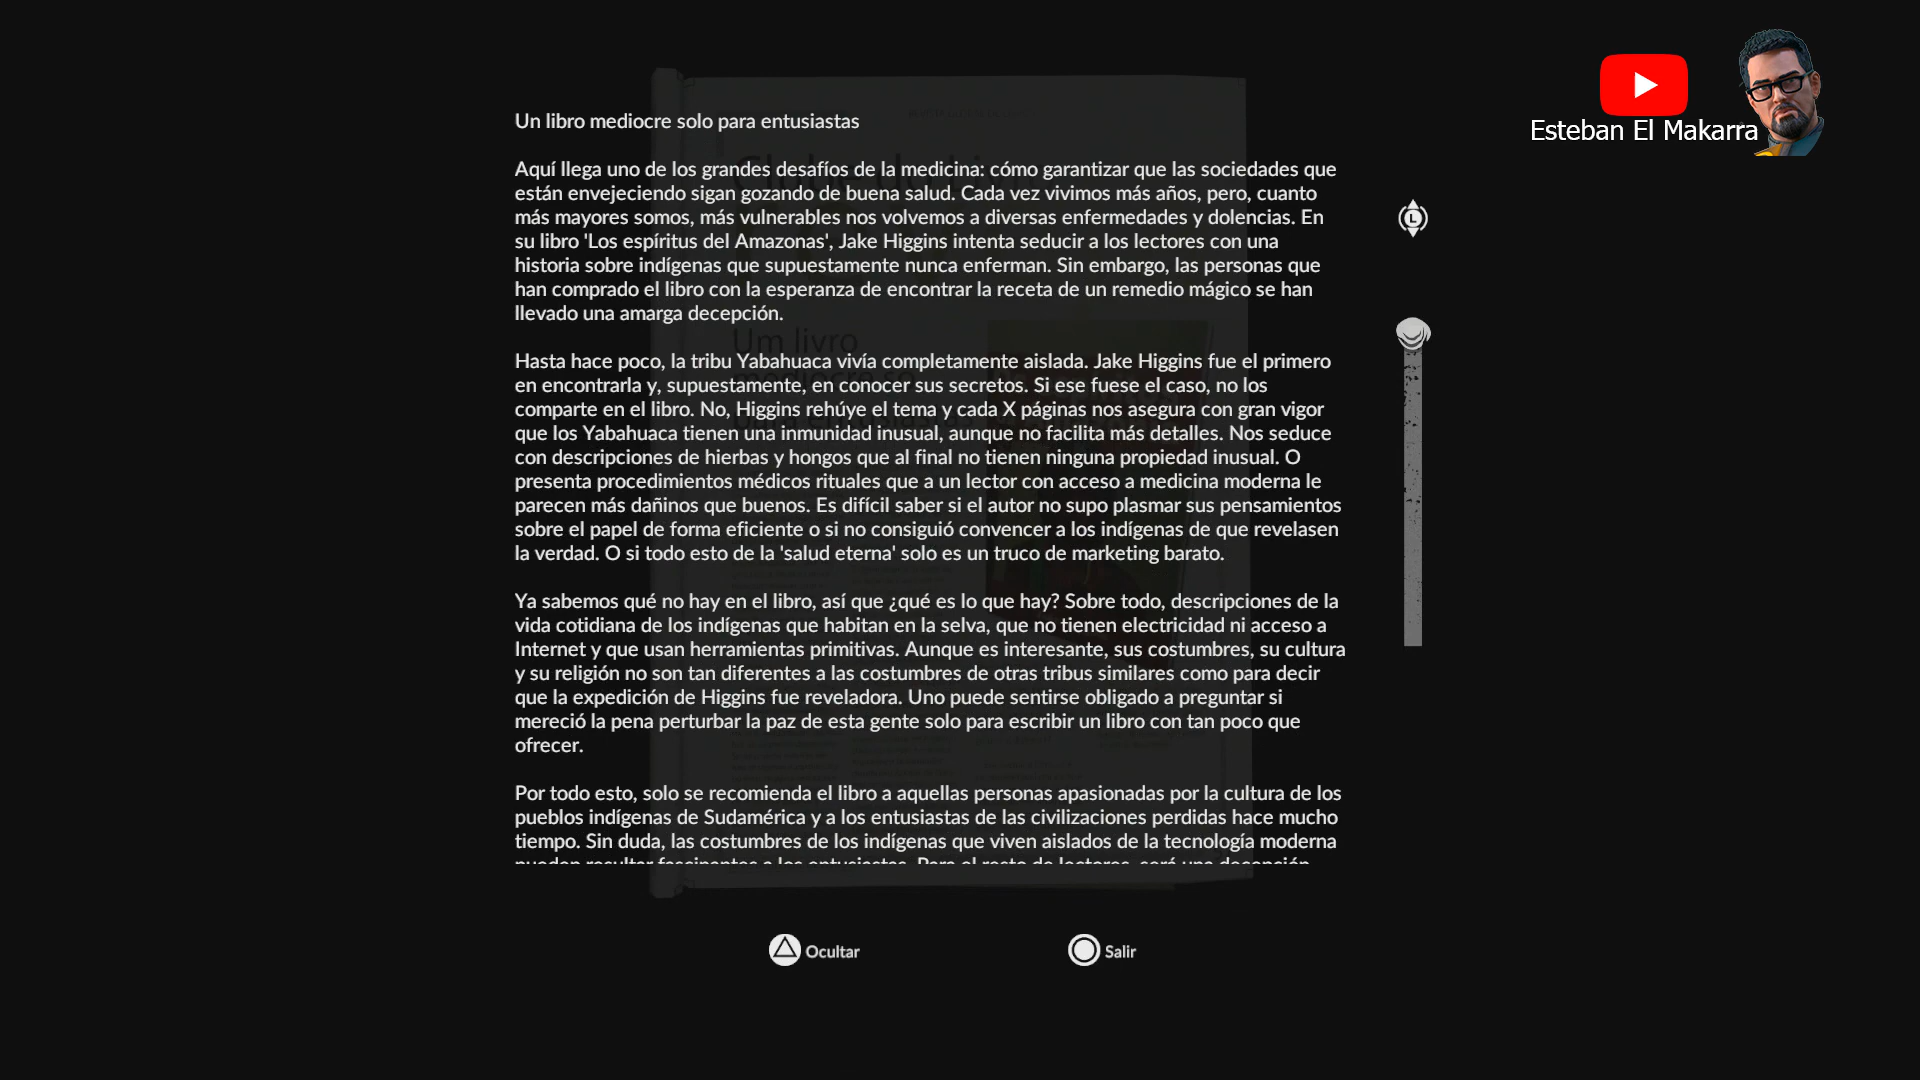 Un libro mediocre solo para entusiastas
Aquí llega uno de los grandes desafíos de la medicina: cómo garantizar que las sociedades que
están envejeciendo sigan gozando de buena salud. Cada vez vivimos más años, pero, cuanto
más mayores somos, más vulnerables nos volvemos a diversas enfermedades y dolencias. En
su libro 'Los espíritus del Amazonas', Jake Higgins intenta seducir a los lectores con una
historia sobre indígenas que supuestamente nunca enferman. Sin embargo, las personas que
han comprado el libro con la esperanza de encontrar la receta de un remedio mágico se han
llevado una amarga decepción.
Hasta hace poco, la tribu Yabahuaca vivía completamente aislada. Jake Higgins fue el primero
en encontrarla y, supuestamente, en conocer sus secretos. Si ese fuese el caso, no los
comparte en el libro. No, Higgins rehúye el tema y cada X páginas nos asegura con gran vigor
que los Yabahuaca tienen una inmunidad inusual, aunque no facilita más detalles. Nos seduce
con descripciones de hierbas y hongos que al final no tienen ninguna propiedad inusual. O
presenta procedimientos médicos rituales que a un lector con acceso a medicina moderna le
parecen más dañinos que buenos. Es difícil saber si el autor no supo plasmar sus pensamientos
sobre el papel de forma eficiente o si no consiguió convencer a los indígenas de que revelasen
la verdad. O si todo esto de la 'salud eterna' solo es un truco de marketing barato.
Ya sabemos qué no hay en el libro, así que ¿qué es lo que hay? Sobre todo, descripciones de la
vida cotidiana de los indígenas que habitan en la selva, que no tienen electricidad ni acceso a
Internet y que usan herramientas primitivas. Aunque es interesante, sus costumbres, su cultura
y su religión no son tan diferentes a las costumbres de otras tribus similares como para decir
que la expedición de Higgins fue reveladora. Uno puede sentirse obligado a preguntar si
mereció la pena perturbar la paz de esta gente solo para escribir un libro con tan poco que
ofrecer.
Por todo esto, solo se recomienda el libro a aquellas personas apasionadas por la cultura de los
pueblos indígenas de Sudamérica y a los entusiastas de las civilizaciones perdidas hace mucho
tiempo. Sin duda, las costumbres de los indígenas que viven aislados de la tecnología moderna
pueden resultar fascinantes a los entusiastas. Para el resto de lectores, será una decepción
Um livro
Esteban El Makarra
L
Ocultar
Salir